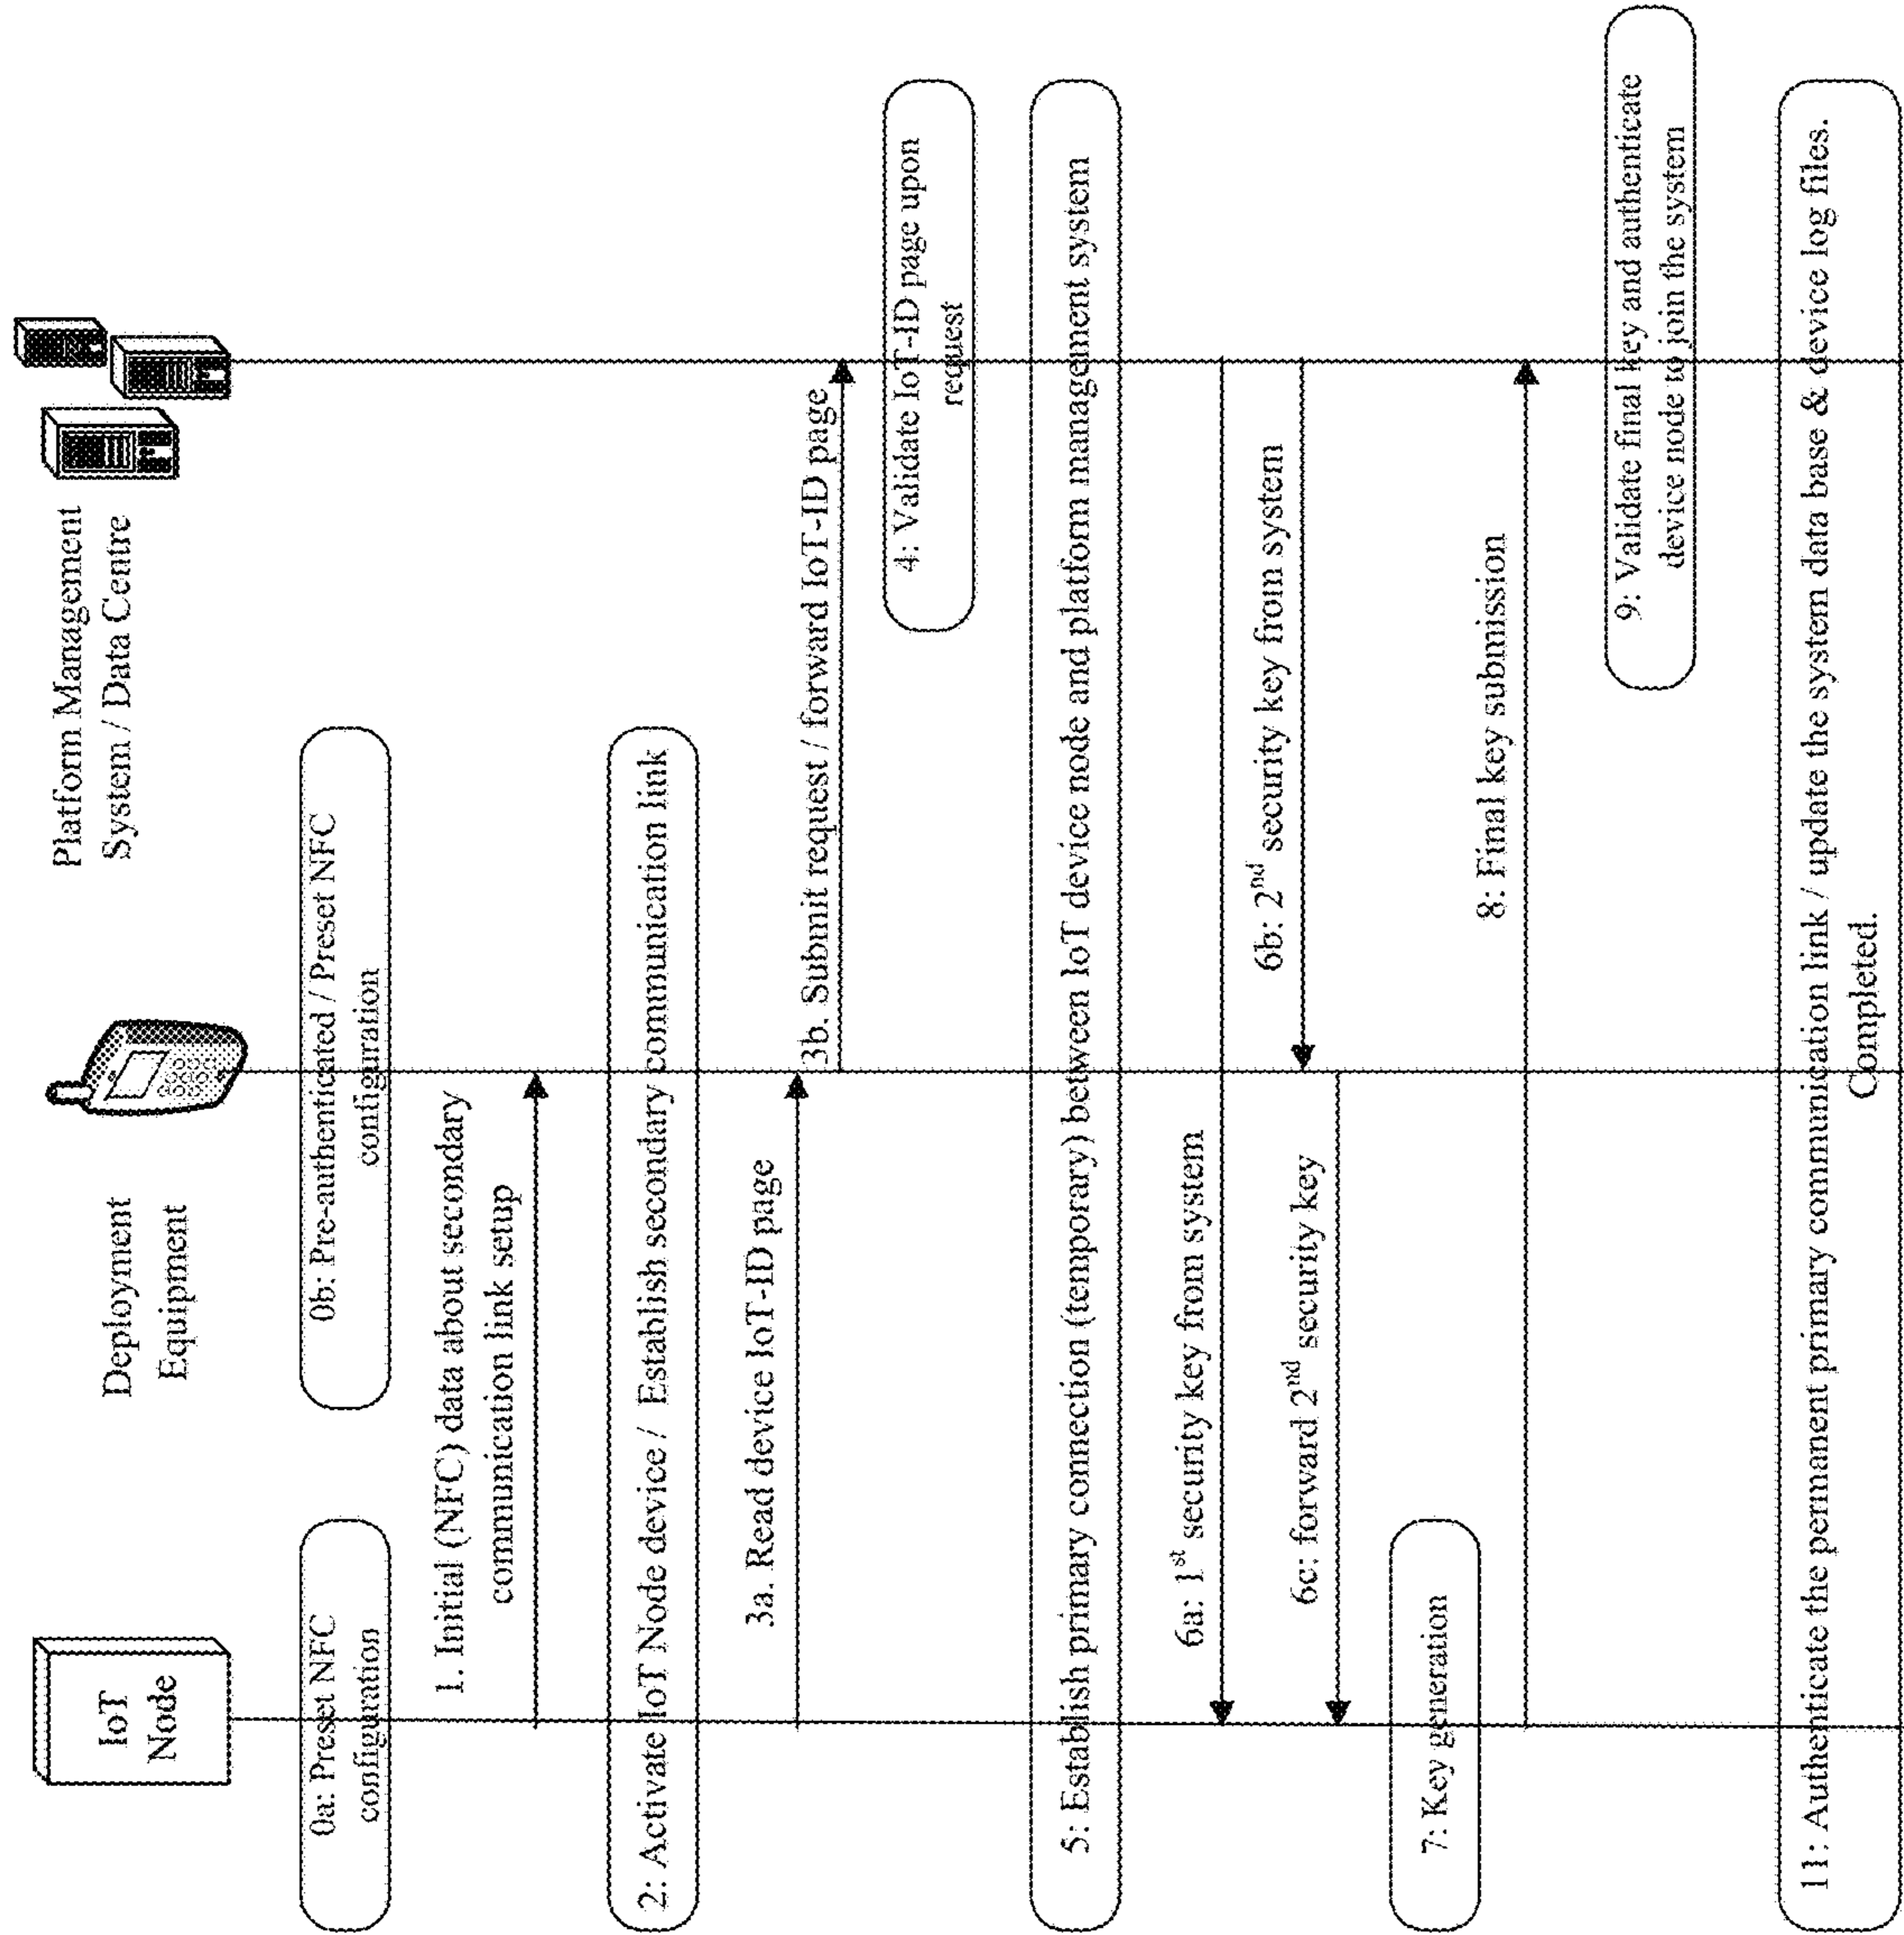 IoT
Node
Deployment
Equipment
Platform Management
System / Data Centre
0a: Preset NFC
configuration
0b: Pre-authenticated / Preset NFC
configuration
1. Initial (NFC) data about secondary
communication link setup
2: Activate IoT Node device / Establish secondary communication link
3a. Read device IoT-ID page
3b. Submit request / forward IoT-ID page
4: Validate IoT-ID page upon
request
5: Establish primary connection (temporary) between IoT device node and platform management system
6a: 1st security key from system
6b: 2nd security key from system
6c: forward 2nd security key
7: Key generation
8: Final key submission
9: Validate final key and authenticate
device node to join the system
11: Authenticate the permanent primary communication link / update the system data base & device log files.
Completed.